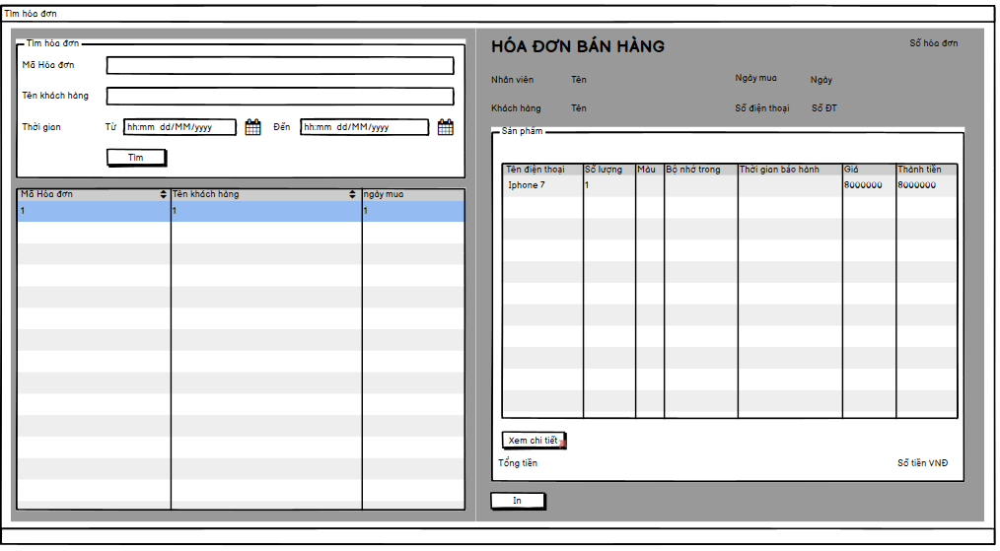 Tìm hóa đơn
Tìm hóa đơn
Mã Hóa đơn
Tên khách hàng
Thời gian Từ hh:mm dd/MM/yyyy Đến hh:mm dd/MM/yyyy
Tìm
Mã Hóa đơn Tên khách hàng ngày mua
1 1 1
HÓA ĐƠN BÁN HÀNG Số hóa đơn
Nhân viên Tên Ngày mua Ngày
Khách hàng Tên Số điện thoại Số ĐT
Sản phẩm
Tên điện thoại Số lượng Màu Bộ nhớ trong Thời gian bảo hành Giá Thành tiền
Iphone 7 1 8000000 8000000
Xem chi tiết
Tổng tiền Số tiền VNĐ
In